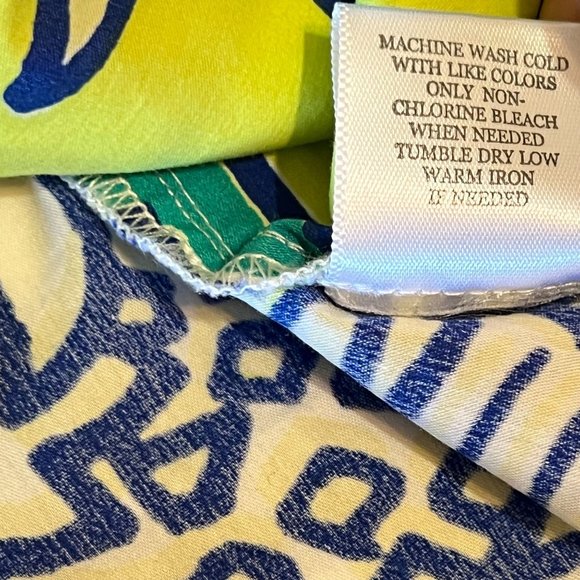 MACHINE WASH COLD
WITH LIKE COLORS
ONLY NON-
CHLORINE BLEACH
WHEN NEEDED
TUMBLE DRY LOW
WARM IRON
IF NEEDED